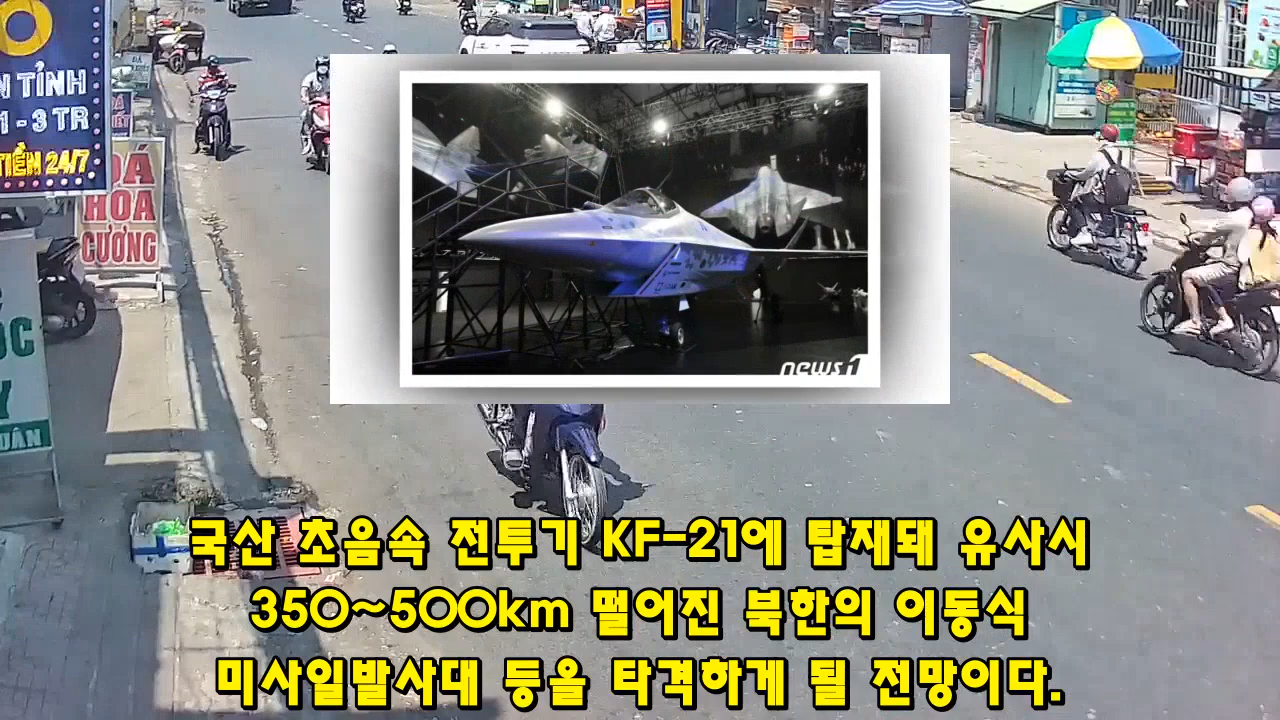 N TỈNH
1 - 3 TR
TIỀN 24/7
ĐÁ
HOA
CƯƠNG
news1
국산 초음속 전투기 KF-21에 탑재돼 유사시
350~500km 떨어진 북한의 이동식
미사일발사대 등을 타격하게 될 전망이다.